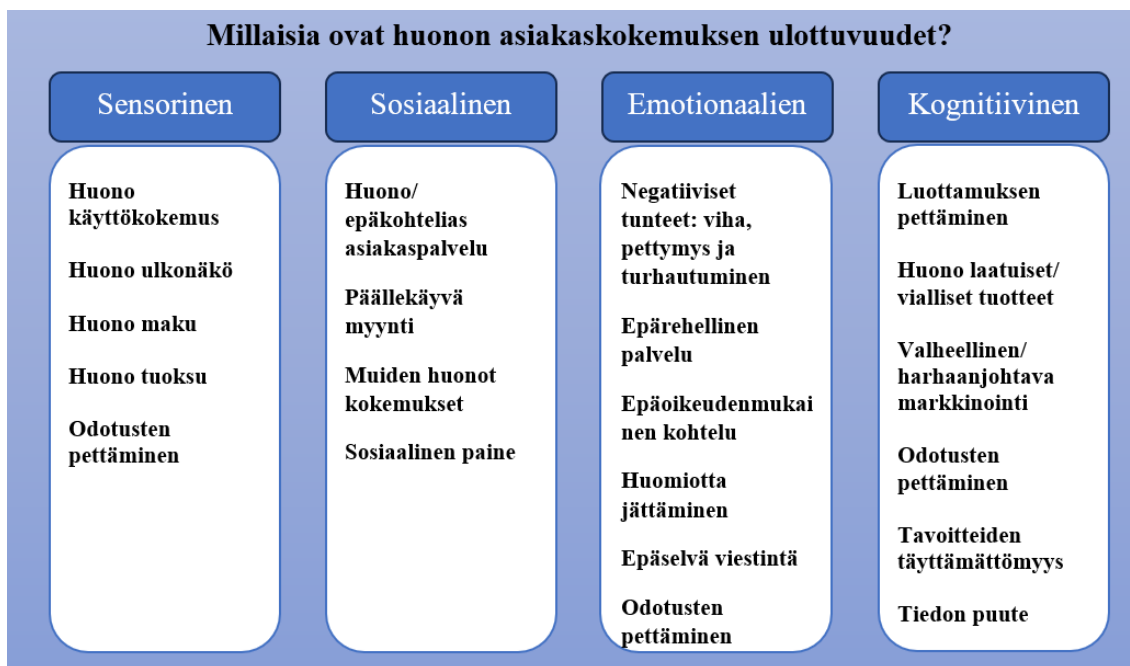 Millaisia ovat huonon asiakaskokemuksen ulottuvuudet?
Sensorinen
Huono
käyttökokemus
Huono ulkonäkö
Huono maku
Huono tuoksu
Odotusten
pettäminen
Sosiaalinen
Huono/
epäkohtelias
asiakaspalvelu
Päällekäyvä
myynti
Muiden huonot
kokemukset
Sosiaalinen paine
Emotionaalien
Negatiiviset
tunteet: viha,
pettymys ja
turhautuminen
Epärehellinen
palvelu
Epäoikeudenmukai
nen kohtelu
Huomiotta
jättäminen
Epäselvä viestintä
Odotusten
pettäminen
Kognitiivinen
Luottamuksen
pettäminen
Huono laatuiset/
vialliset tuotteet
Valheellinen/
harhaanjohtava
markkinointi
Odotusten
pettäminen
Tavoitteiden
täyttämättömyys
Tiedon puute